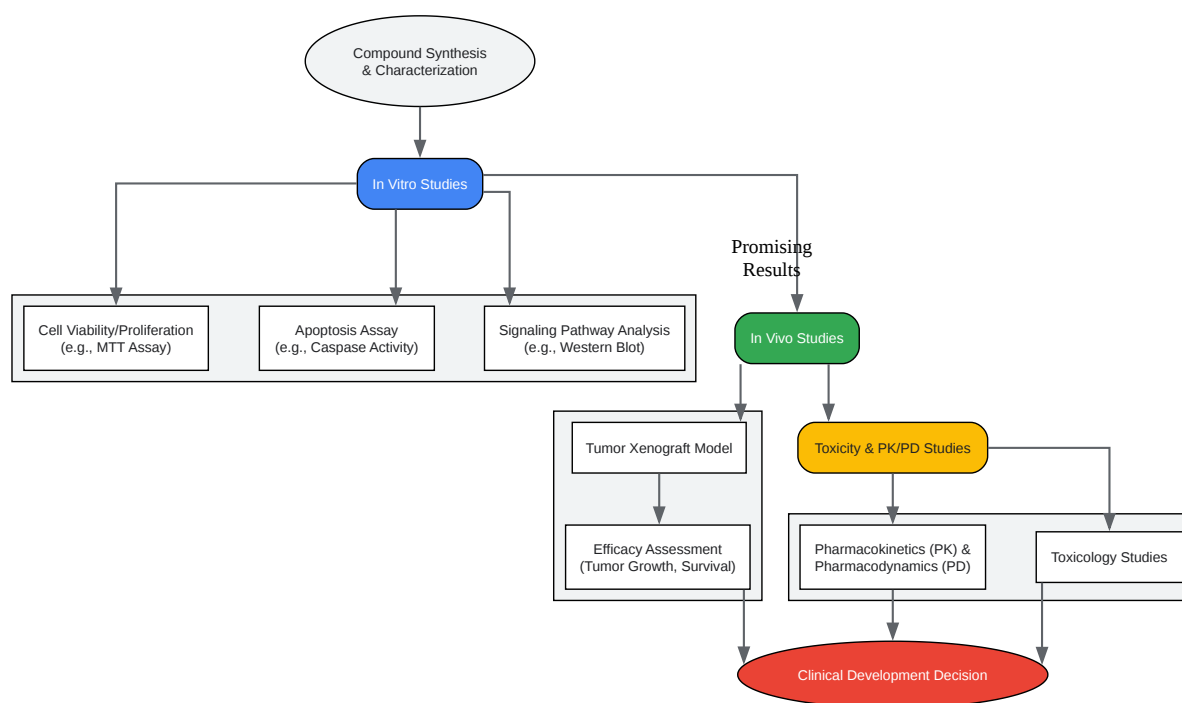 Compound Synthesis
& Characterization
In Vitro Studies
Promising
Results
Cell Viability/Proliferation
(e.g., MTT Assay)
Apoptosis Assay
(e.g., Caspase Activity)
Signaling Pathway Analysis
(e.g., Western Blot)
In Vivo Studies
Tumor Xenograft Model
Toxicity & PK/PD Studies
Efficacy Assessment
(Tumor Growth, Survival)
Pharmacokinetics (PK) &
Pharmacodynamics (PD)
Toxicology Studies
Clinical Development Decision